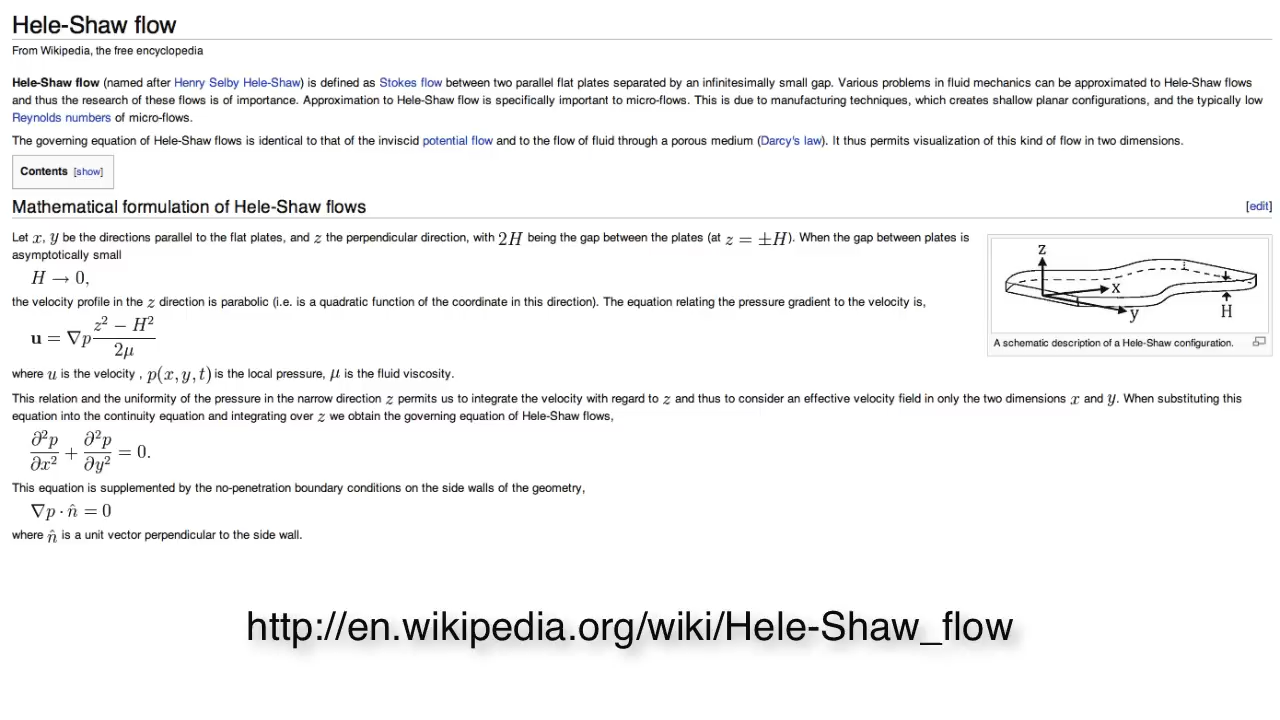 Hele-Shaw flow
From Wikipedia, the free encyclopedia
Hele-Shaw flow (named after Henry Selby Hele-Shaw) is defined as Stokes flow between two parallel flat plates separated by an infinitesimally small gap. Various problems in fluid mechanics can be approximated to Hele-Shaw flows
and thus the research of these flows is of importance. Approximation to Hele-Shaw flow is specifically important to micro-flows. This is due to manufacturing techniques, which creates shallow planar configurations, and the typically low
Reynolds numbers of micro-flows.
The governing equation of Hele-Shaw flows is identical to that of the inviscid potential flow and to the flow of fluid through a porous medium (Darcy's law). It thus permits visualization of this kind of flow in two dimensions.
Contents [show]
Mathematical formulation of Hele-Shaw flows [edit]
Let x, y be the directions parallel to the flat plates, and z the perpendicular direction, with 2H being the gap between the plates (at z = ±H). When the gap between plates is
asymptotically small
H → 0,
the velocity profile in the z direction is parabolic (i.e. is a quadratic function of the coordinate in this direction). The equation relating the pressure gradient to the velocity is,
u = ∇p (z² − H²) / 2μ
where u is the velocity , p(x, y, t) is the local pressure, μ is the fluid viscosity.
z
x
y
H
A schematic description of a Hele-Shaw configuration.
This relation and the uniformity of the pressure in the narrow direction z permits us to integrate the velocity with regard to z and thus to consider an effective velocity field in only the two dimensions x and y. When substituting this
equation into the continuity equation and integrating over z we obtain the governing equation of Hele-Shaw flows,
∂²p/∂x² + ∂²p/∂y² = 0.
This equation is supplemented by the no-penetration boundary conditions on the side walls of the geometry,
∇p · n̂ = 0
where n̂ is a unit vector perpendicular to the side wall.
http://en.wikipedia.org/wiki/Hele-Shaw_flow